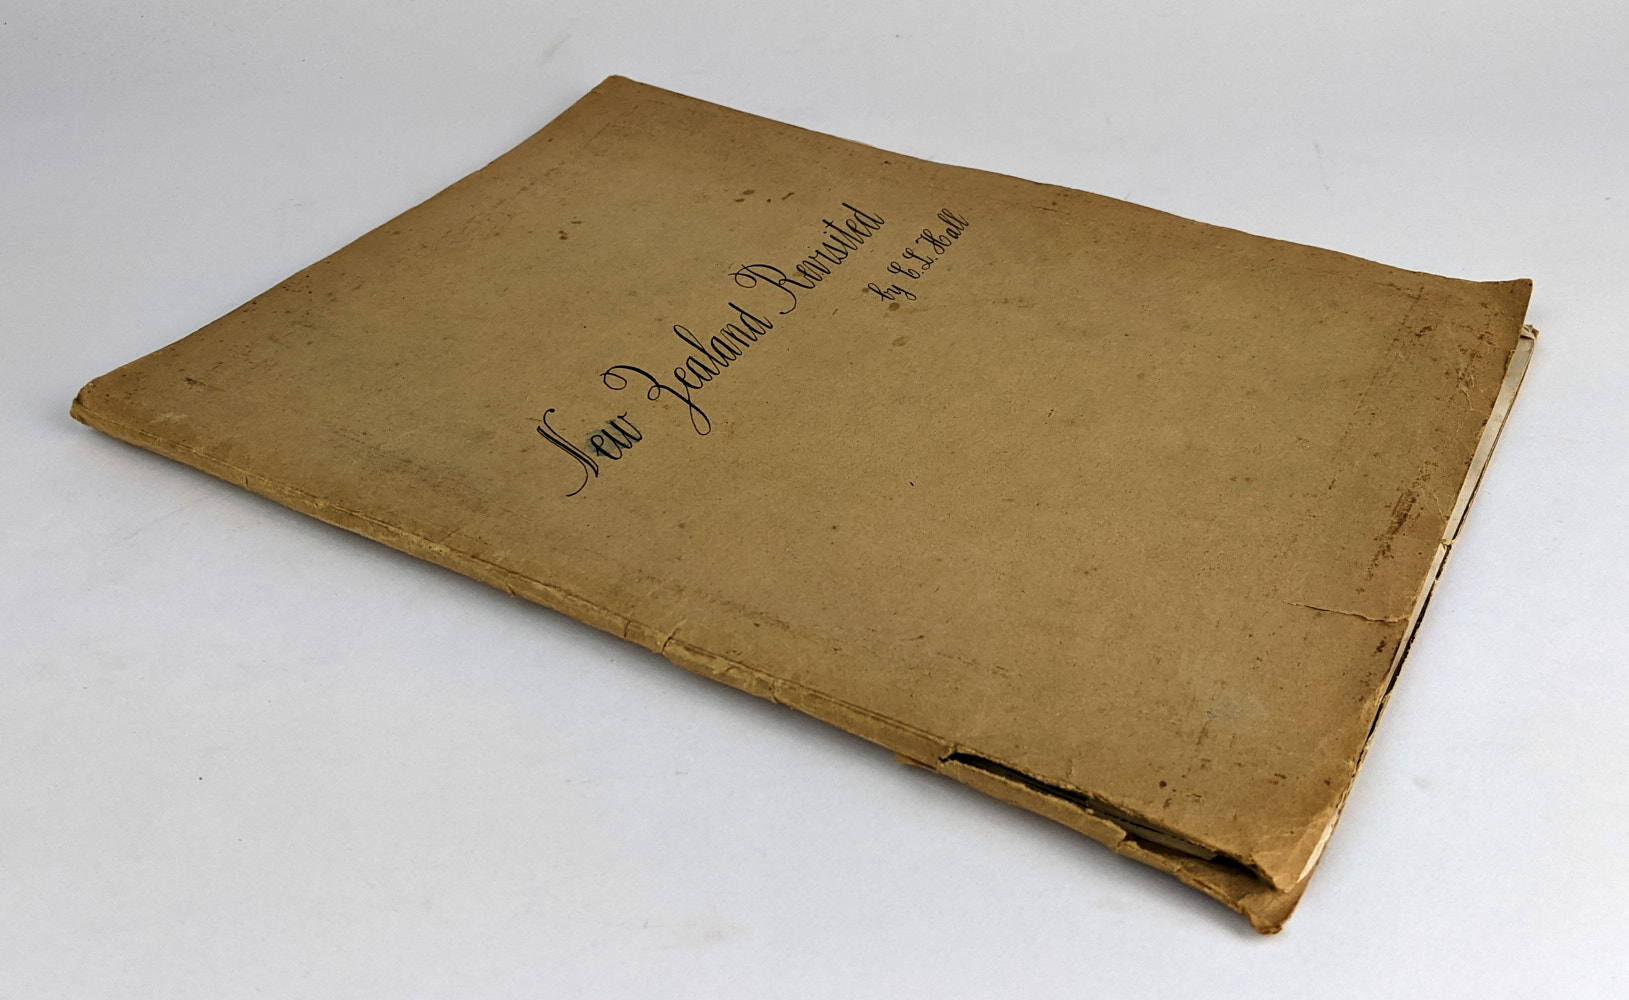 New Zealand Revisited
by C. L. Hall